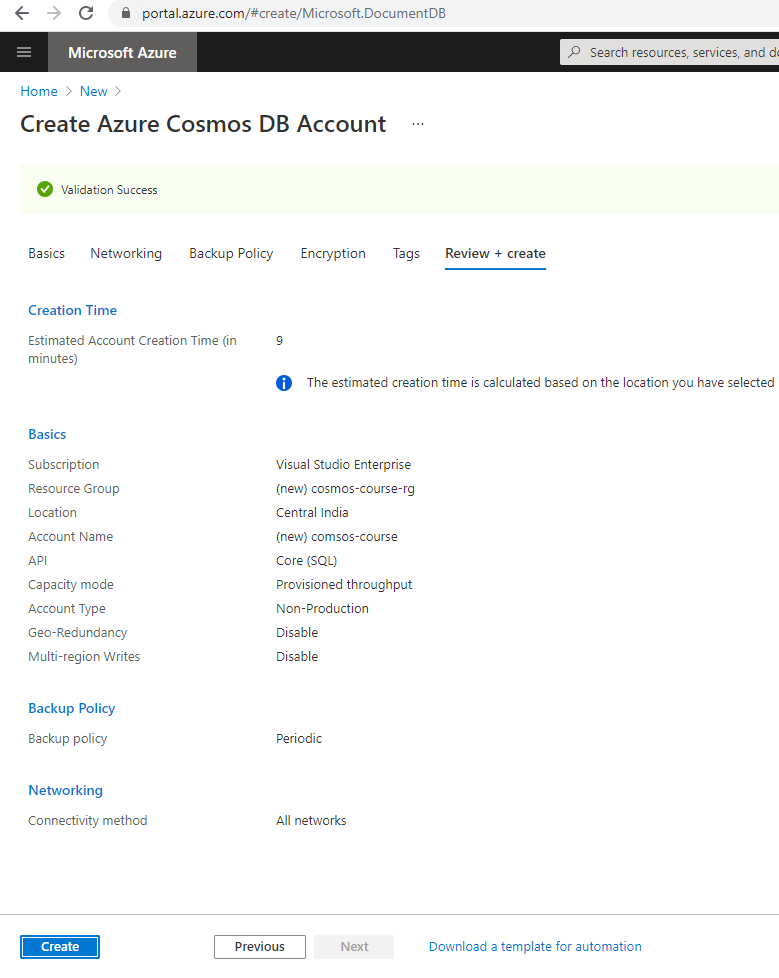 portal.azure.com/#create/Microsoft.DocumentDB
Microsoft Azure
Search resources, services, and
Home > New >
Create Azure Cosmos DB Account ...
Validation Success
Basics Networking Backup Policy Encryption Tags Review + create
Creation Time
Estimated Account Creation Time (in 9
minutes)
The estimated creation time is calculated based on the location you have selected
Basics
Subscription Visual Studio Enterprise
Resource Group (new) cosmos-course-rg
Location Central India
Account Name (new) comsos-course
API Core (SQL)
Capacity mode Provisioned throughput
Account Type Non-Production
Geo-Redundancy Disable
Multi-region Writes Disable
Backup Policy
Backup policy Periodic
Networking
Connectivity method All networks
Create Previous Next Download a template for automation